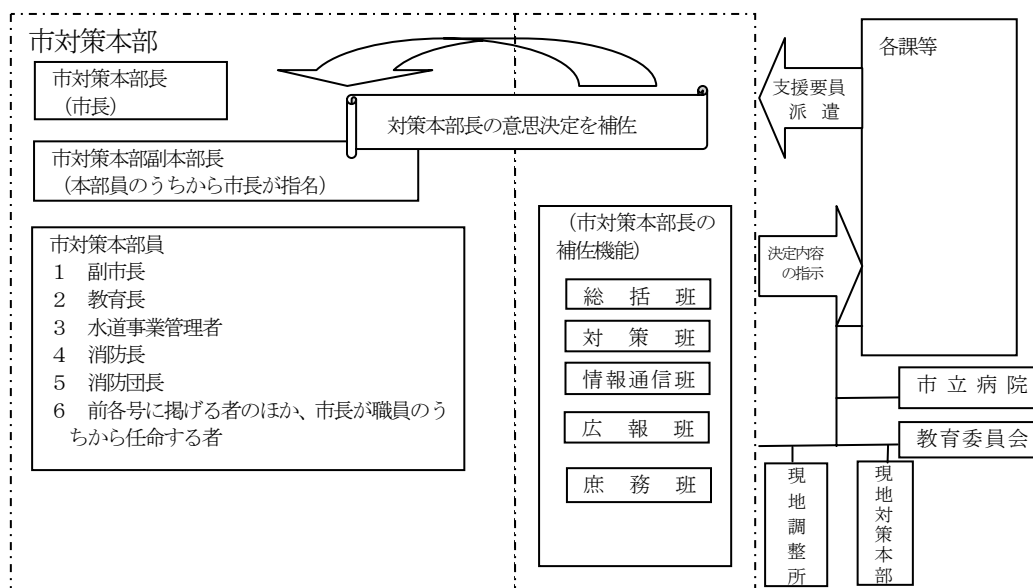 市対策本部
市対策本部長
（市長）
対策本部長の意思決定を補佐
市対策本部副本部長
（本部員のうちから市長が指名）
市対策本部員
１　副市長
２　教育長
３　水道事業管理者
４　消防長
５　消防団長
６　前各号に掲げる者のほか、市長が職員のう
ちから任命する者
（市対策本部長の
補佐機能）
総　括　班
対　策　班
情報通信班
広　報　班
庶　務　班
支援要員
派　遣
決定内容
の指示
各課等
市 立 病 院
教育委員会
現地調整所
現地対策本部